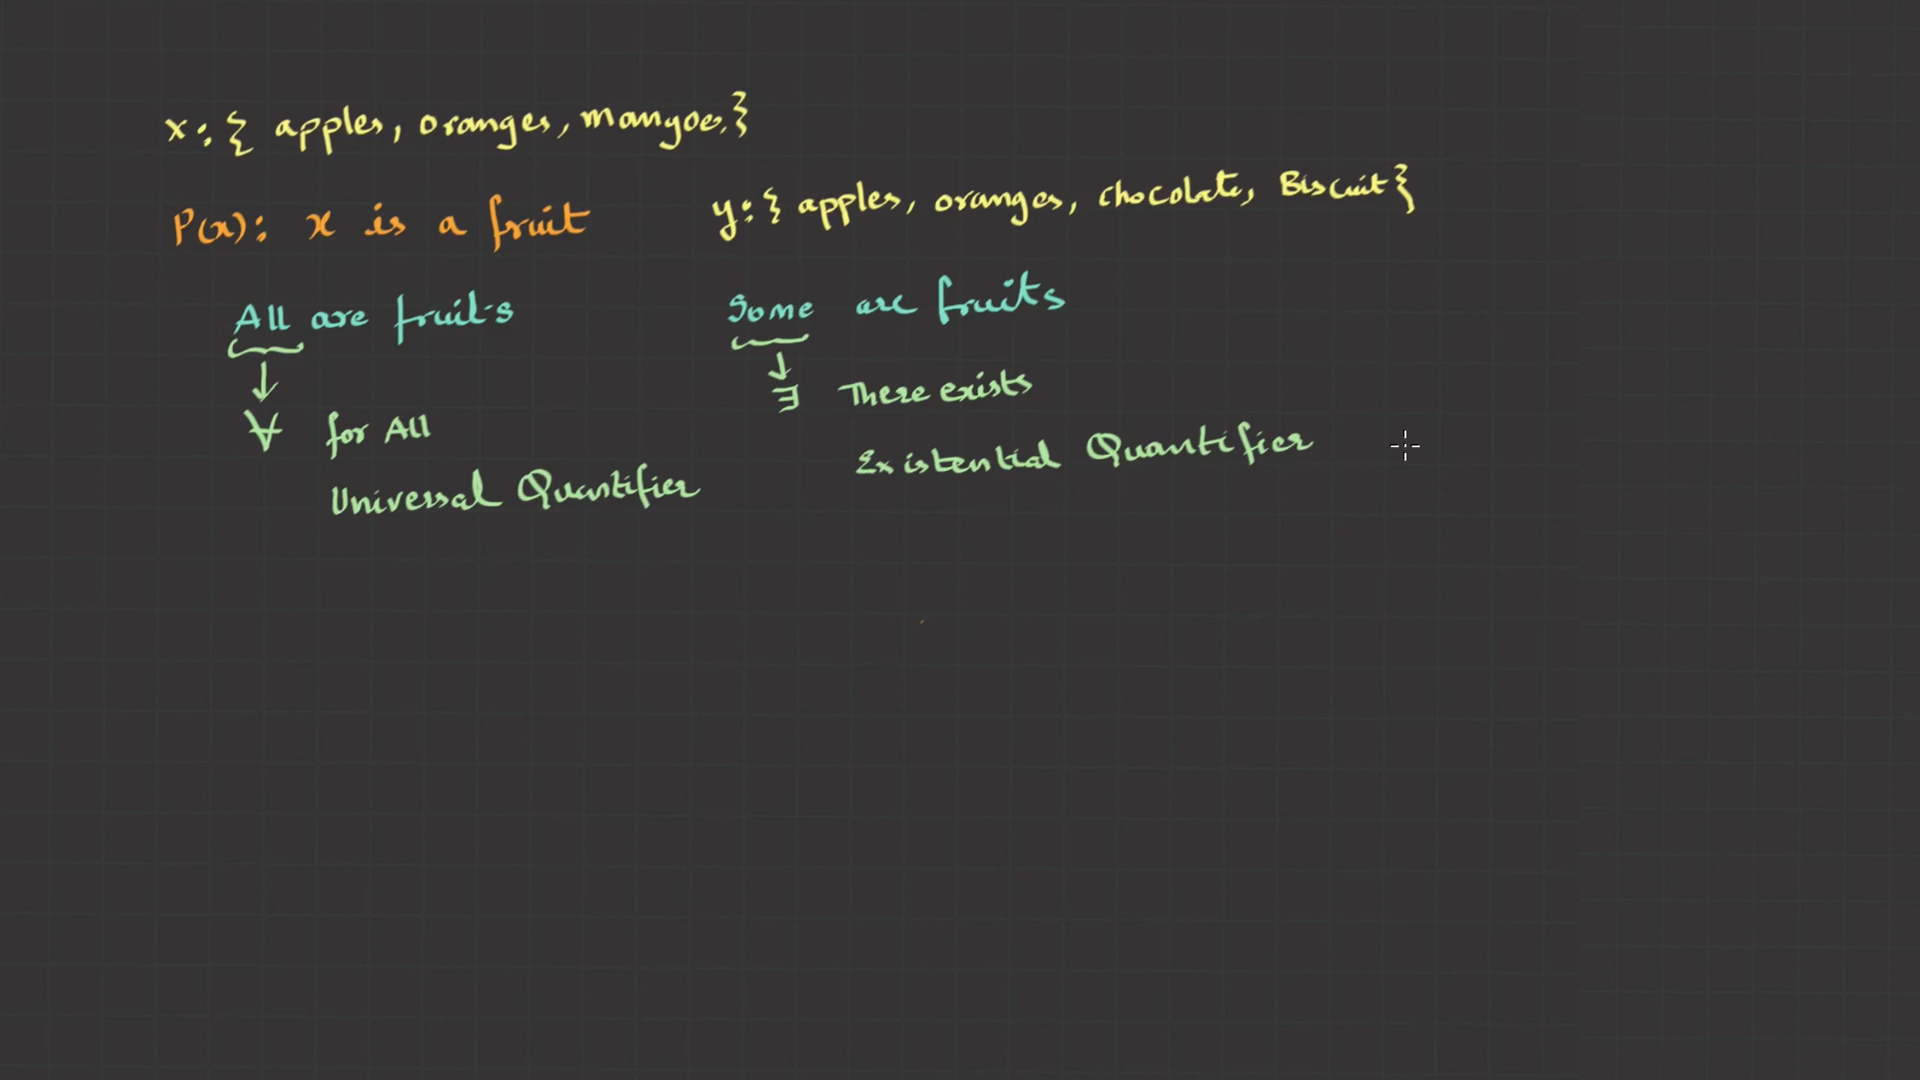 x: { apples, oranges, mangoes.}
P(x): x is a fruit
All are fruits
∀ for All
Universal Quantifier
y: { apples, oranges, chocolate, Biscuit}
Some are fruits
∃ There exists
Existential Quantifier